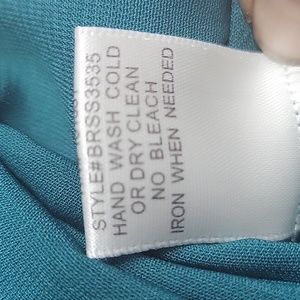 STYLE#BRSS3535
HAND WASH COLD
OR DRY CLEAN
NO BLEACH
IRON WHEN NEEDED